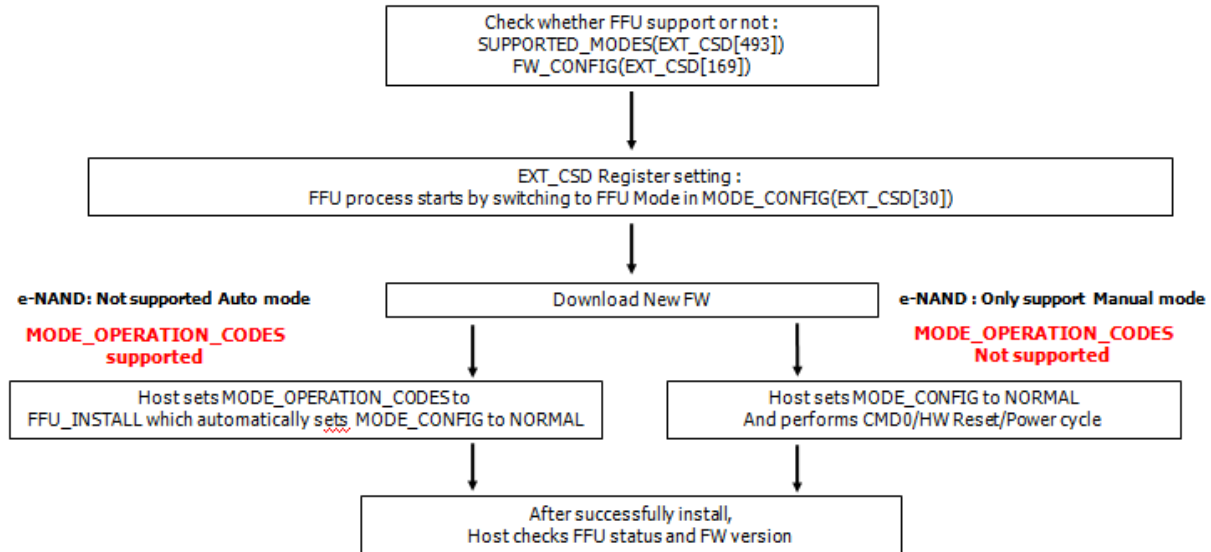 Check whether FFU support or not :
SUPPORTED_MODES(EXT_CSD[493])
FW_CONFIG(EXT_CSD[169])
EXT_CSD Register setting :
FFU process starts by switching to FFU Mode in MODE_CONFIG(EXT_CSD[30])
Download New FW
e-NAND: Not supported Auto mode
MODE_OPERATION_CODES
supported
e-NAND : Only support Manual mode
MODE_OPERATION_CODES
Not supported
Host sets MODE_OPERATION_CODES to
FFU_INSTALL which automatically sets MODE_CONFIG to NORMAL
Host sets MODE_CONFIG to NORMAL
And performs CMD0/HW Reset/Power cycle
After successfully install,
Host checks FFU status and FW version